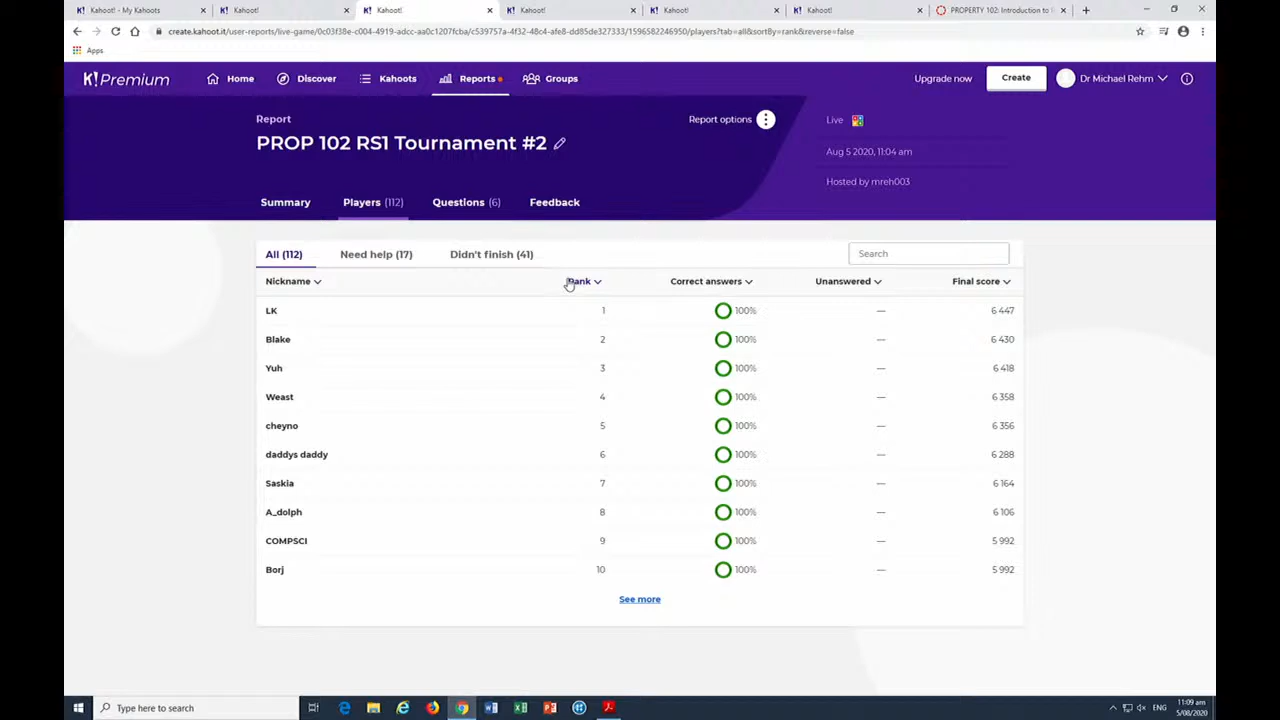 Kahoot! - My Kahoots
Kahoot!
Kahoot!
Kahoot!
Kahoot!
Kahoot!
PROPERTY 102: Introduction to
create.kahoot.it/user-reports/live-game/0c03f38e-c004-4919-adcc-aa0c1207fcba/c539757a-4f32-48c4-afe8-dd85de327333/1596582246950/players?tab=all&sortBy=rank&reverse=false
Apps
K! Premium
Home
Discover
Kahoots
Reports
Groups
Upgrade now
Create
Dr Michael Rehm
Report
Report options
Live
PROP 102 RS1 Tournament #2
Aug 5 2020, 11:04 am
Hosted by mreh003
Summary
Players (112)
Questions (6)
Feedback
All (112)
Need help (17)
Didn't finish (41)
Search
Nickname Rank Correct answers Unanswered Final score
LK 1 100% — 6 447
Blake 2 100% — 6 430
Yuh 3 100% — 6 418
Weast 4 100% — 6 358
cheyno 5 100% — 6 356
daddys daddy 6 100% — 6 288
Saskia 7 100% — 6 164
A_dolph 8 100% — 6 106
COMPSCI 9 100% — 5 992
Borj 10 100% — 5 992
See more
Type here to search
ENG
11:09 am
5/08/2020